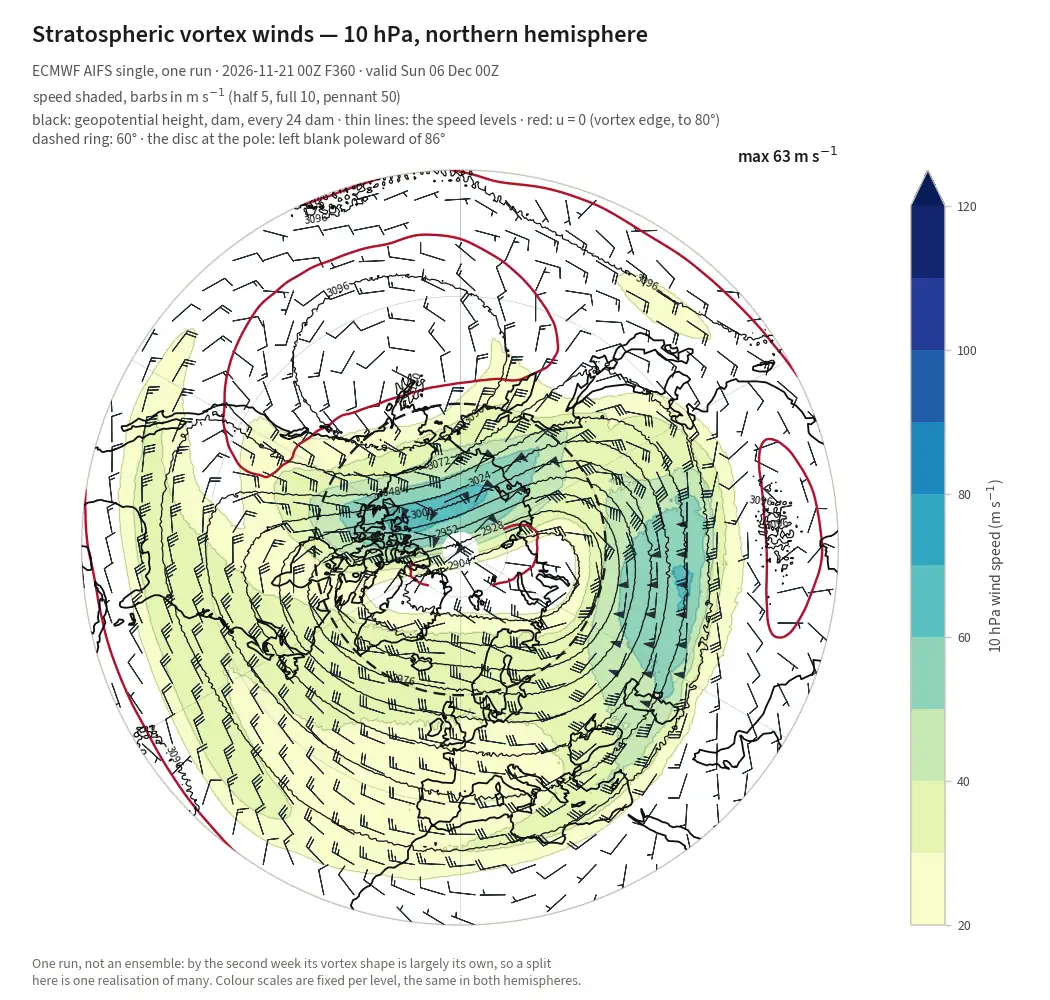 Stratospheric vortex winds — 10 hPa, northern hemisphere
ECMWF AIFS single, one run · 2026-11-21 00Z F360 · valid Sun 06 Dec 00Z
speed shaded, barbs in m s⁻¹ (half 5, full 10, pennant 50)
black: geopotential height, dam, every 24 dam · thin lines: the speed levels · red: u = 0 (vortex edge, to 80°)
dashed ring: 60° · the disc at the pole: left blank poleward of 86°
max 63 m s⁻¹
3096
3096
3096
3072
3024
3000
3096
2952
2928
2904
2976
3096
120
100
80
60
40
20
10 hPa wind speed (m s⁻¹)
One run, not an ensemble: by the second week its vortex shape is largely its own, so a split
here is one realisation of many. Colour scales are fixed per level, the same in both hemispheres.